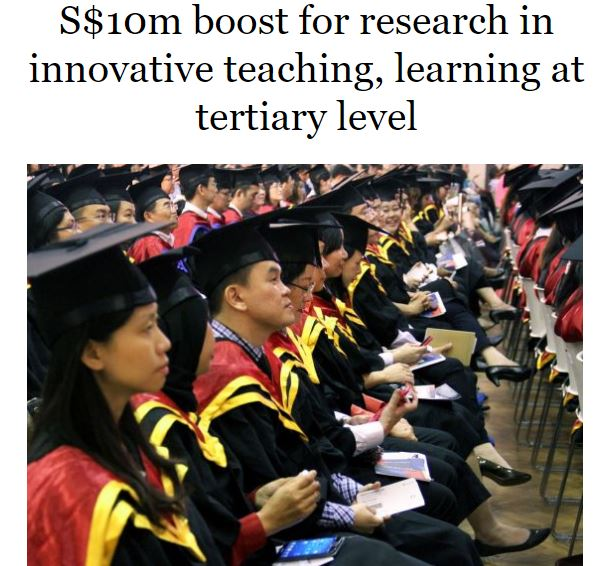 S$10m boost for research in
innovative teaching, learning at
tertiary level